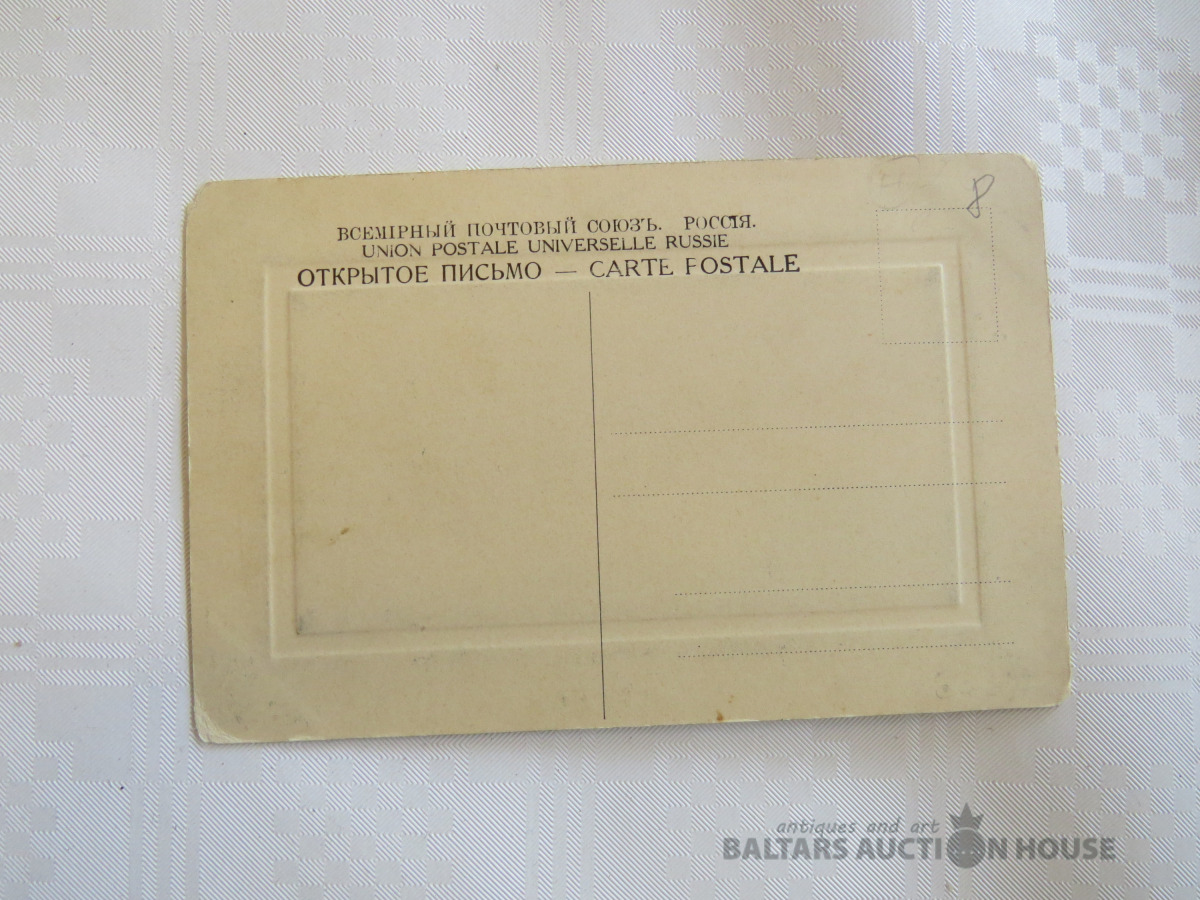 8
ВСЕМІРНЫЙ ПОЧТОВЫЙ СОЮЗЪ. РОССІЯ.
UNION POSTALE UNIVERSELLE RUSSIE
ОТКРЫТОЕ ПИСЬМО — CARTE POSTALE
antiques and art
BALTARS AUCTION HOUSE